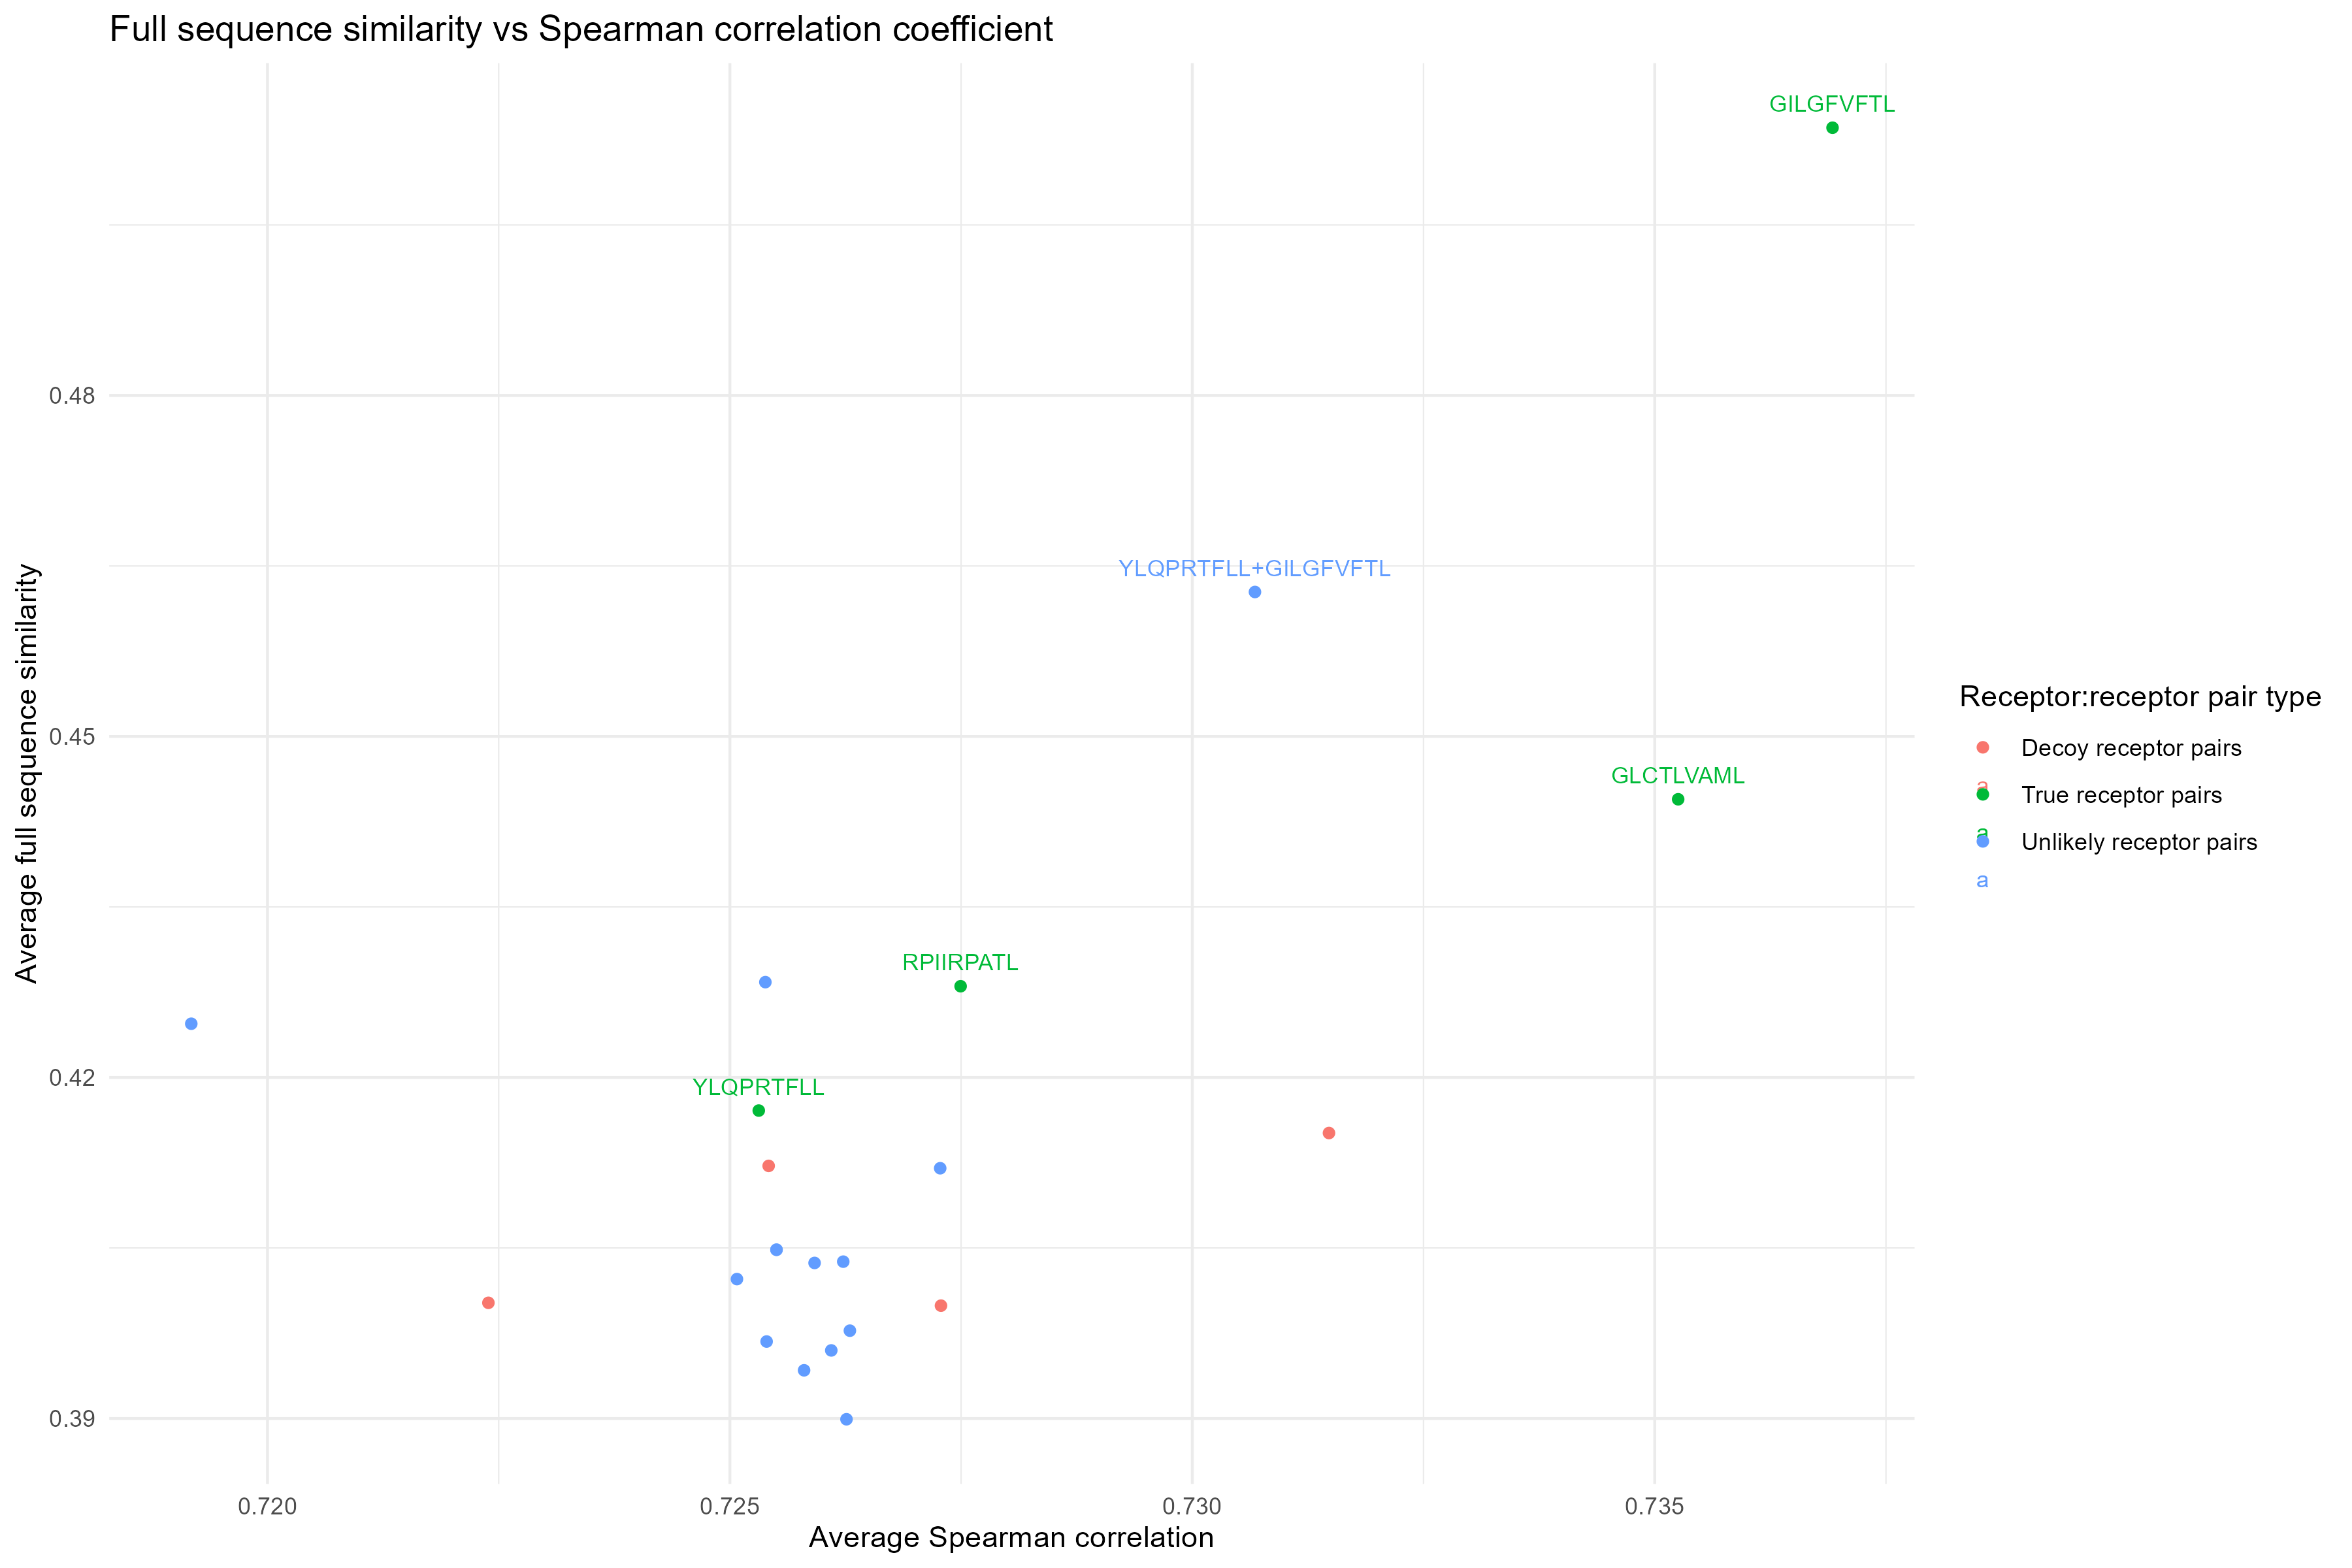 Full sequence similarity vs Spearman correlation coefficient
GILGFVFTL
0.48
YLQPRTFLL+GILGFVFTL
0.45
GLCTLVAML
RPIIRPATL
0.42
YLQPRTFLL
0.39
Average full sequence similarity
0.720
0.725
0.730
0.735
Average Spearman correlation
Receptor:receptor pair type
Decoy receptor pairs
a
True receptor pairs
a
Unlikely receptor pairs
a